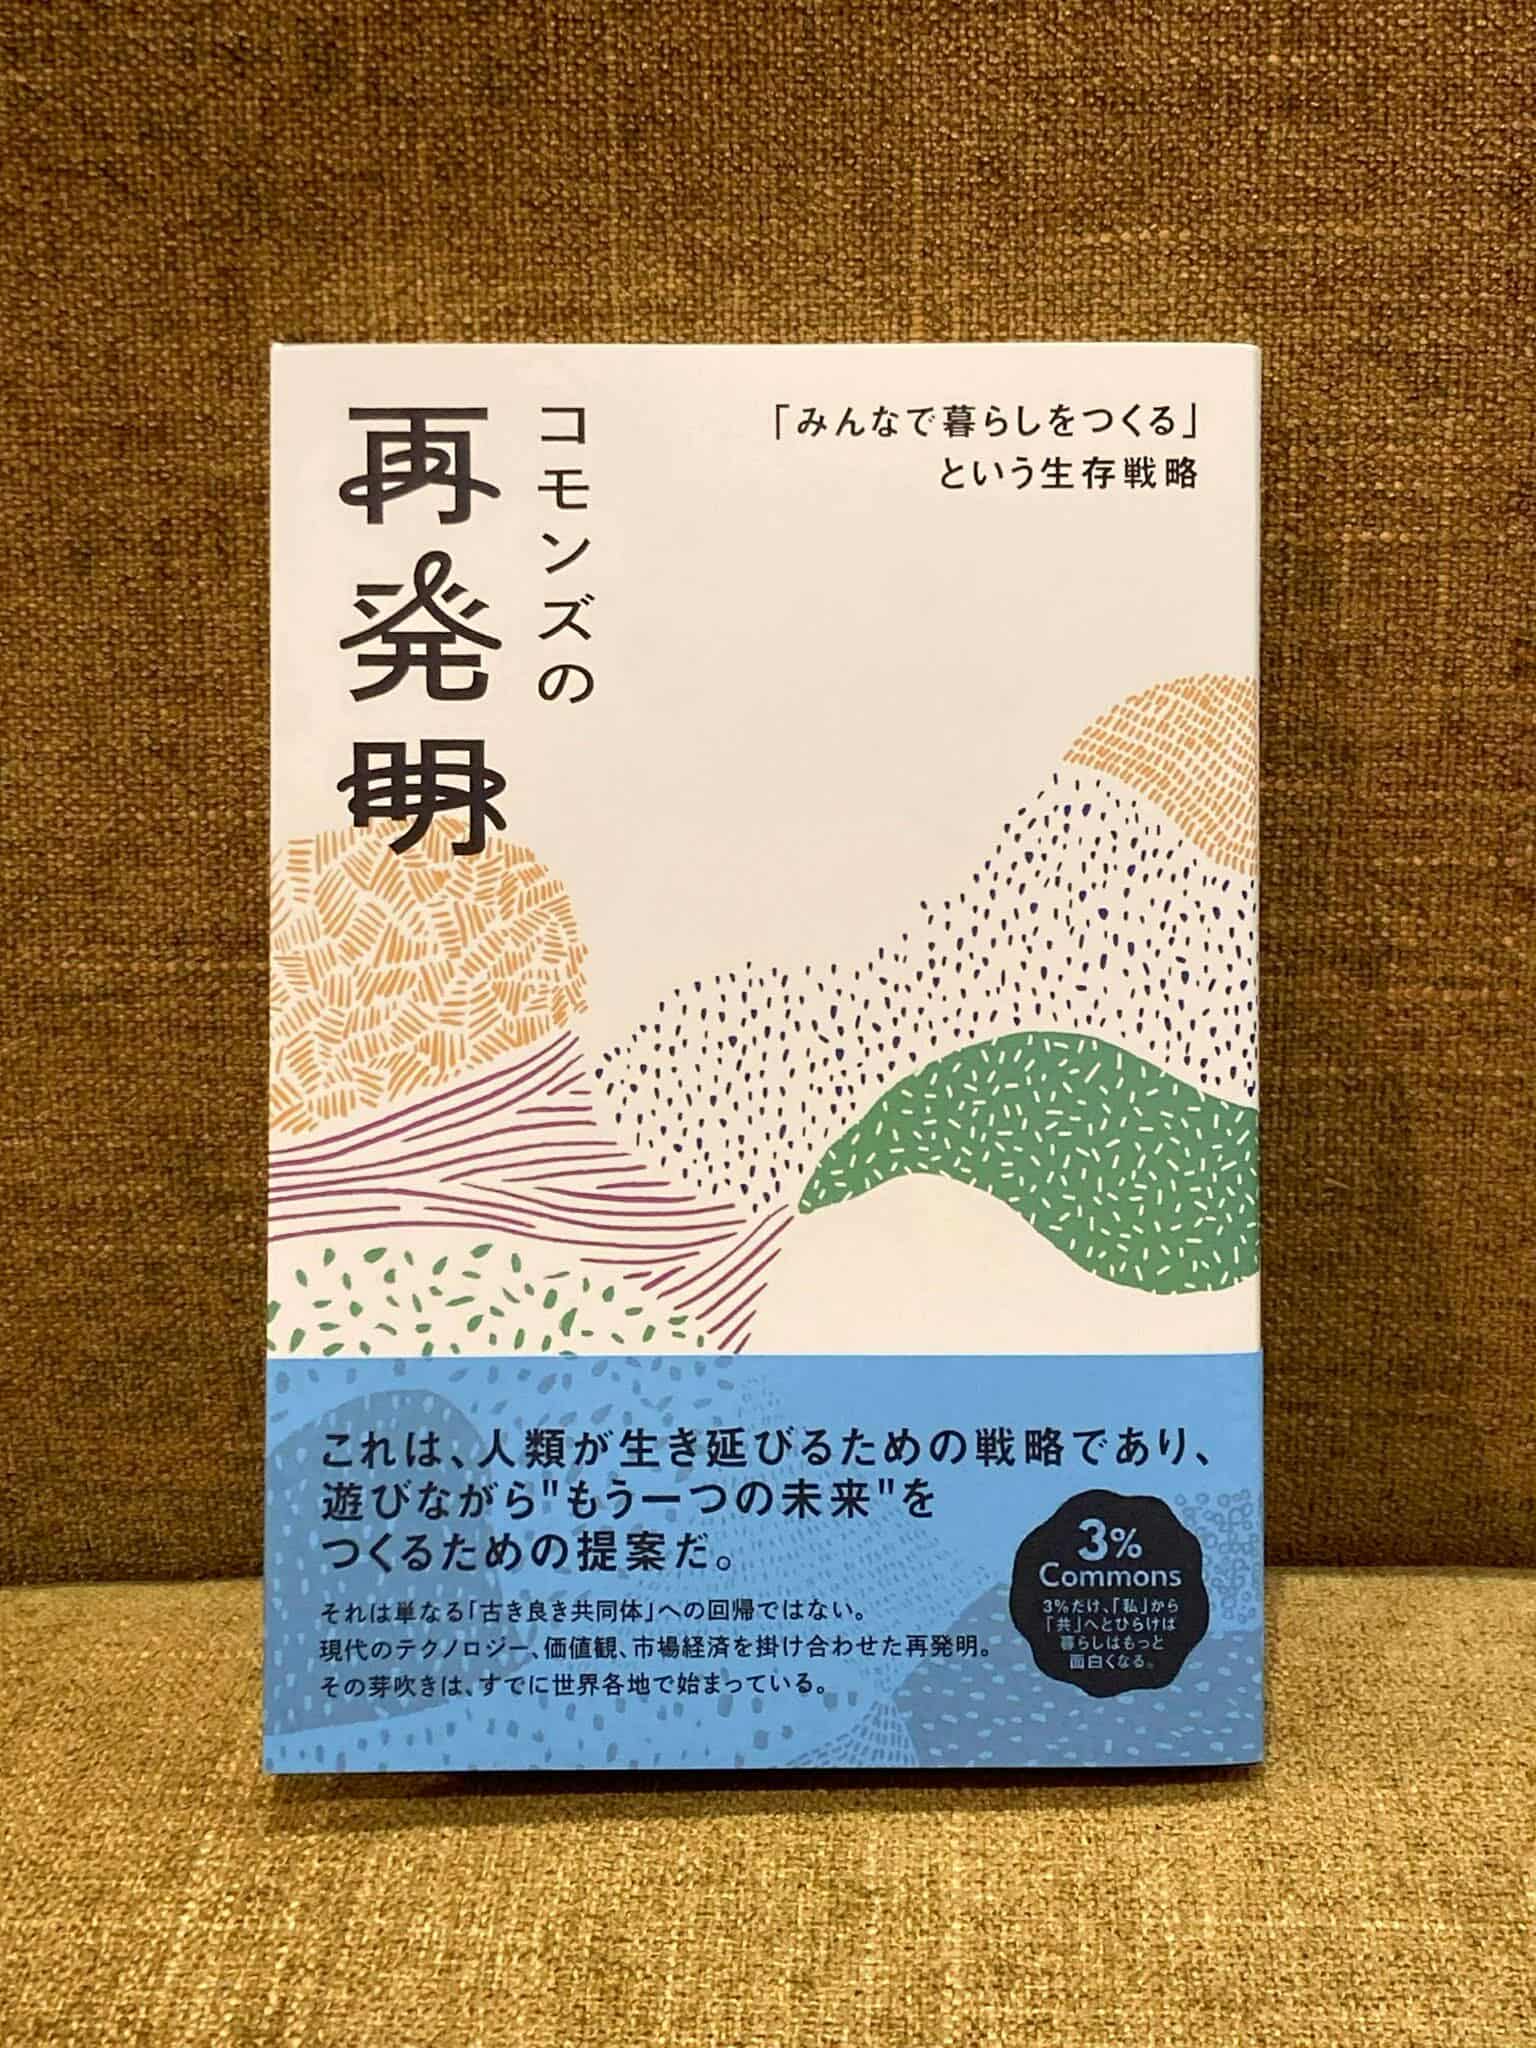 コモンズの
再発明
「みんなで暮らしをつくる」
という生存戦略
これは、人類が生き延びるための戦略であり、
遊びながら"もう一つの未来"を
つくるための提案だ。
それは単なる「古き良き共同体」への回帰ではない。
現代のテクノロジー、価値観、市場経済を掛け合わせた再発明。
その芽吹きは、すでに世界各地で始まっている。
3%
Commons
3%だけ、「私」から
「共」へとひらけば
暮らしはもっと
面白くなる。